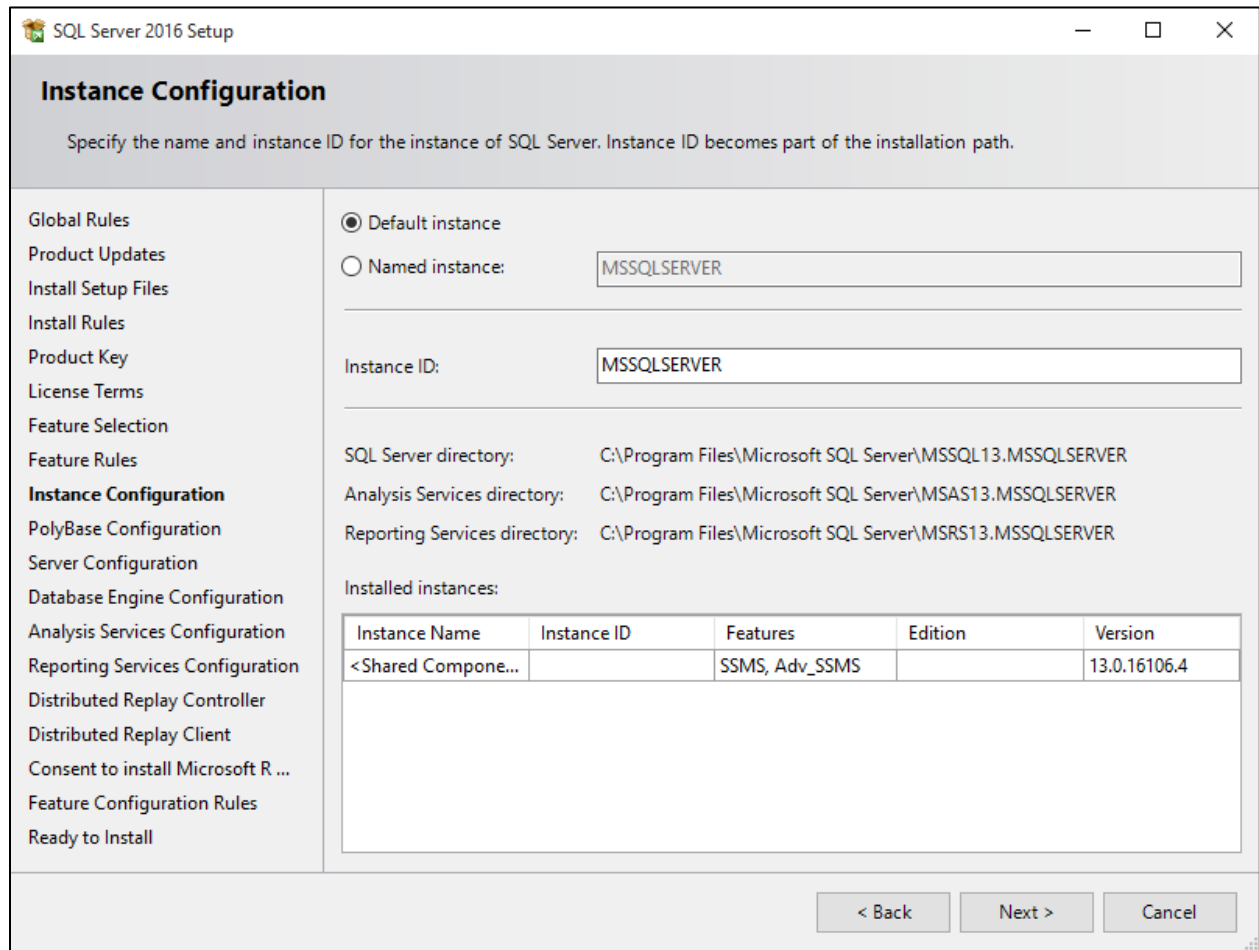 SQL Server 2016 Setup
Instance Configuration
Specify the name and instance ID for the instance of SQL Server. Instance ID becomes part of the installation path.
Global Rules
Product Updates
Install Setup Files
Install Rules
Product Key
License Terms
Feature Selection
Feature Rules
Instance Configuration
PolyBase Configuration
Server Configuration
Database Engine Configuration
Analysis Services Configuration
Reporting Services Configuration
Distributed Replay Controller
Distributed Replay Client
Consent to install Microsoft R ...
Feature Configuration Rules
Ready to Install
Default instance
Named instance: MSSQLSERVER
Instance ID: MSSQLSERVER
SQL Server directory: C:\Program Files\Microsoft SQL Server\MSSQL13.MSSQLSERVER
Analysis Services directory: C:\Program Files\Microsoft SQL Server\MSAS13.MSSQLSERVER
Reporting Services directory: C:\Program Files\Microsoft SQL Server\MSRS13.MSSQLSERVER
Installed instances:
Instance Name Instance ID Features Edition Version
<Shared Compone... SSMS, Adv_SSMS 13.0.16106.4
< Back Next > Cancel